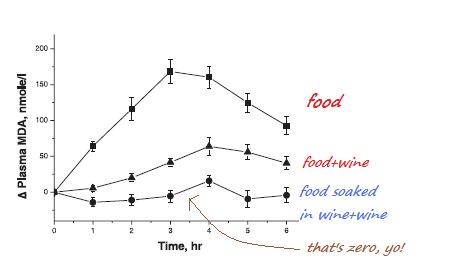 200
150
100
50
0
Δ Plasma MDA, nmole/l
0 1 2 3 4 5 6
Time, hr
food
food+wine
food soaked
in wine+wine
that's zero, yo!